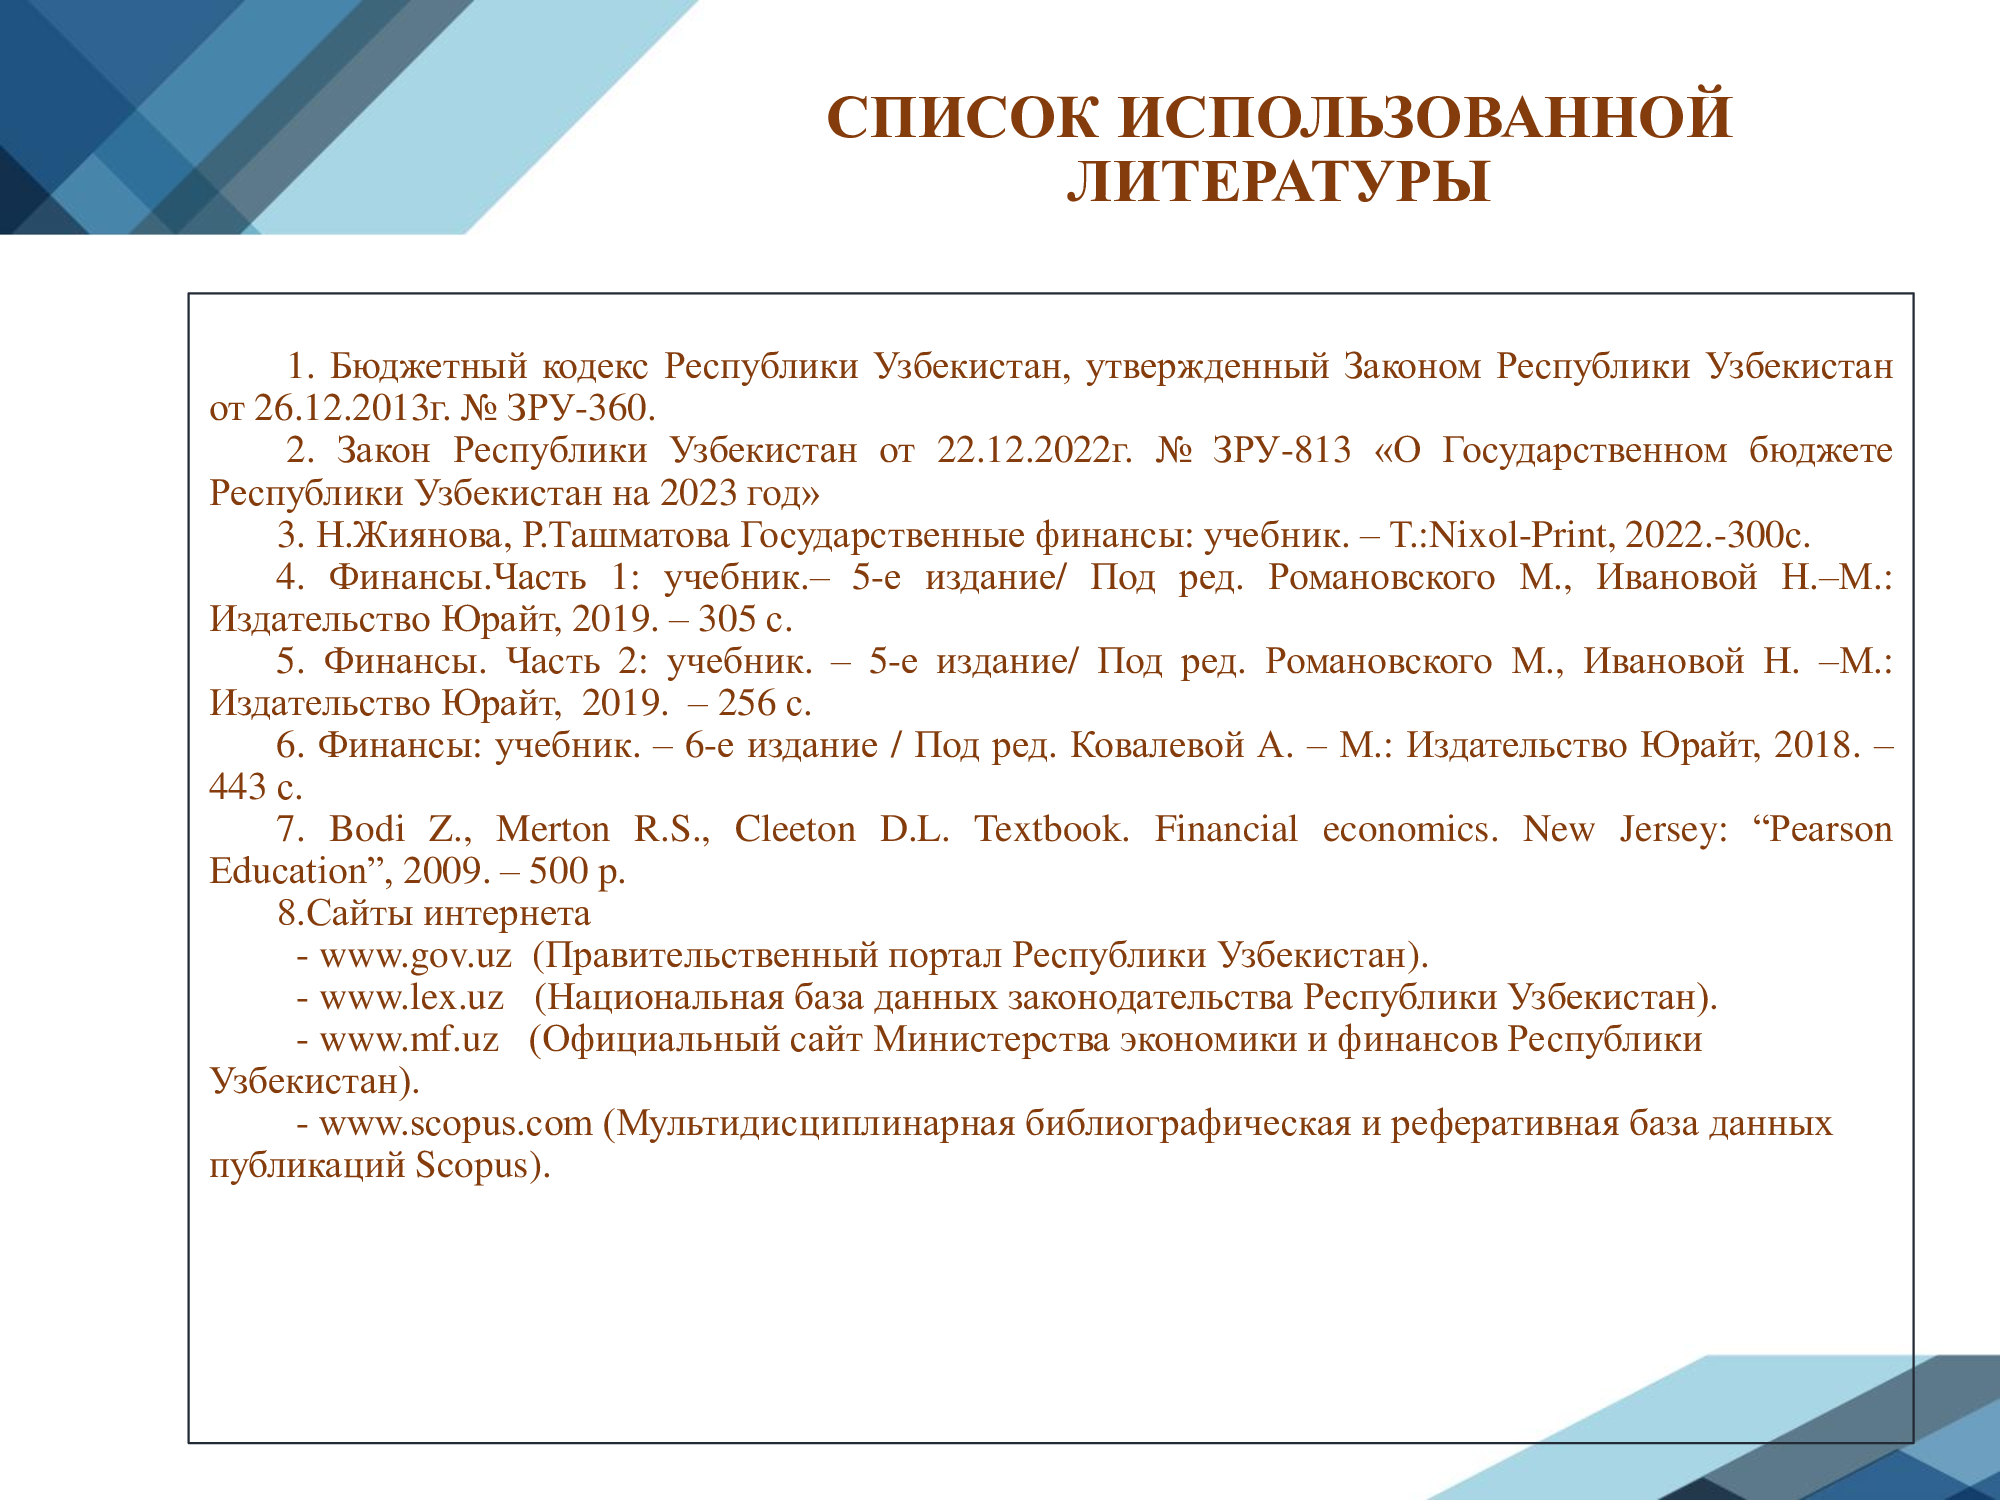 СПИСОК ИСПОЛЬЗОВАННОЙ
ЛИТЕРАТУРЫ
1. Бюджетный кодекс Республики Узбекистан, утвержденный Законом Республики Узбекистан
от 26.12.2013г. № ЗРУ-360.
2. Закон Республики Узбекистан от 22.12.2022г. № ЗРУ-813 «О Государственном бюджете
Республики Узбекистан на 2023 год»
3. Н.Жиянова, Р.Ташматова Государственные финансы: учебник. – Т.:Nixol-Print, 2022.-300с.
4. Финансы.Часть 1: учебник.– 5-е издание/ Под ред. Романовского М., Ивановой Н.–М.:
Издательство Юрайт, 2019. – 305 с.
5. Финансы. Часть 2: учебник. – 5-е издание/ Под ред. Романовского М., Ивановой Н. –М.:
Издательство Юрайт, 2019. – 256 с.
6. Финансы: учебник. – 6-е издание / Под ред. Ковалевой А. – М.: Издательство Юрайт, 2018. –
443 с.
7. Bodi Z., Merton R.S., Cleeton D.L. Textbook. Financial economics. New Jersey: “Pearson
Education”, 2009. – 500 p.
8.Сайты интернета
- www.gov.uz (Правительственный портал Республики Узбекистан).
- www.lex.uz (Национальная база данных законодательства Республики Узбекистан).
- www.mf.uz (Официальный сайт Министерства экономики и финансов Республики
Узбекистан).
- www.scopus.com (Мультидисциплинарная библиографическая и реферативная база данных
публикаций Scopus).